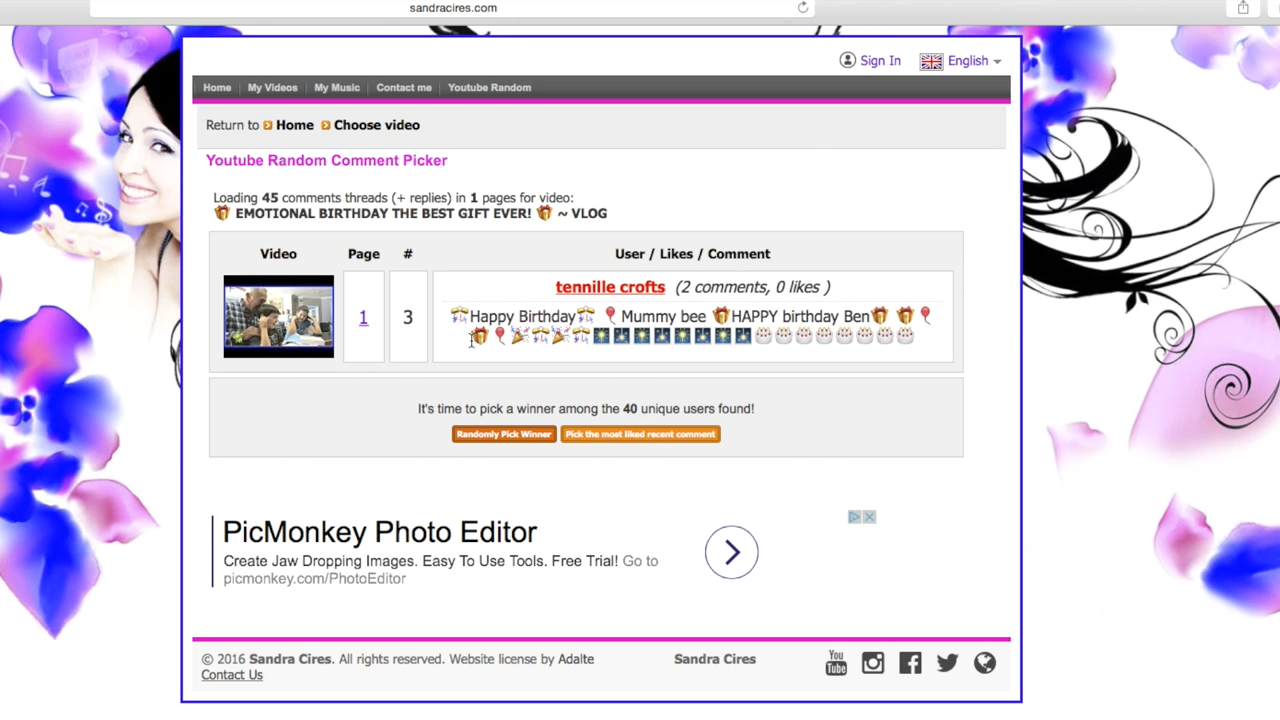 sandracires.com
Sign In English
Home My Videos My Music Contact me Youtube Random
Return to Home Choose video
Youtube Random Comment Picker
Loading 45 comments threads (+ replies) in 1 pages for video:
🎁 EMOTIONAL BIRTHDAY THE BEST GIFT EVER! 🎁 ~ VLOG
Video Page # User / Likes / Comment
tennille crofts (2 comments, 0 likes )
1 3 🎊Happy Birthday🎊 🎈Mummy bee 🎁HAPPY birthday Ben🎁 🎁🎈
🎁🎈🎉🎊🎉🎊🎇🎇🎇🎇🎇🎇🎇🎇🎂🎂🎂🎂🎂🎂🎂🎂
It's time to pick a winner among the 40 unique users found!
Randomly Pick Winner Pick the most liked recent comment
PicMonkey Photo Editor
Create Jaw Dropping Images. Easy To Use Tools. Free Trial! Go to
picmonkey.com/PhotoEditor
© 2016 Sandra Cires. All rights reserved. Website license by Adalte Sandra Cires You Tube
Contact Us